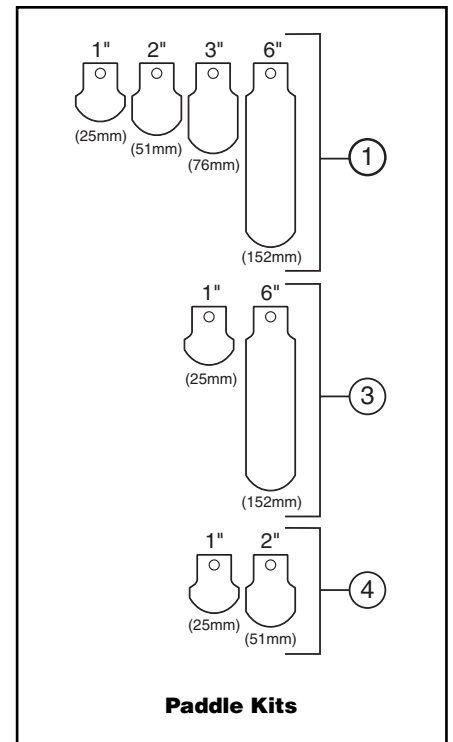 1" 2" 3" 6"
(25mm) (51mm) (76mm) (152mm)
1
1" 6"
(25mm) (152mm)
3
1" 2"
(25mm) (51mm)
4
Paddle Kits